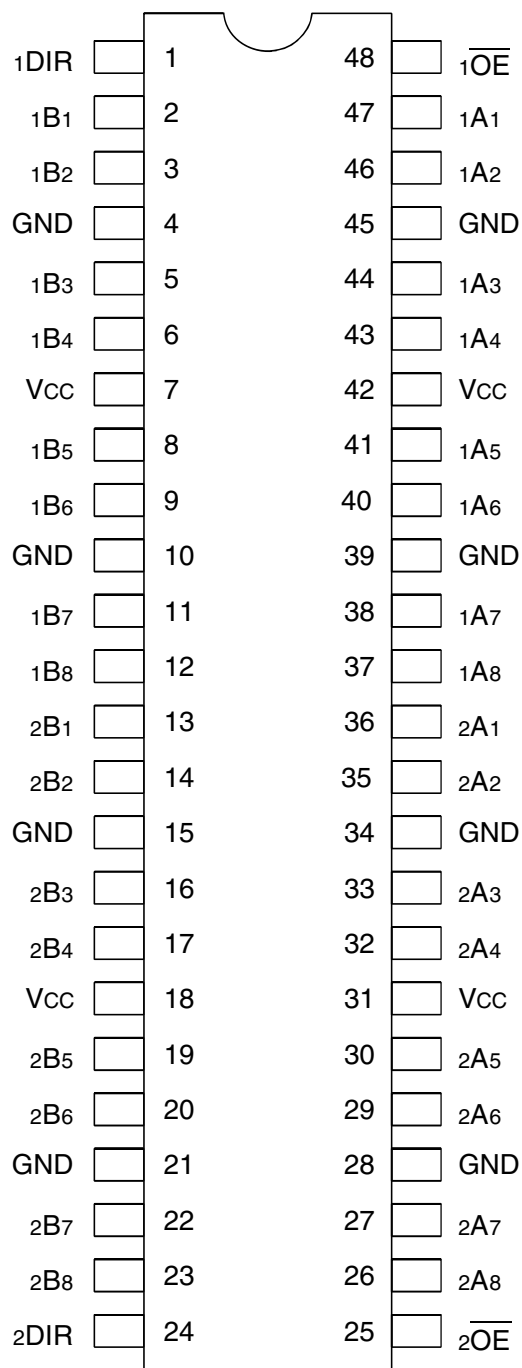 1DIR 1 48 1O̅E̅
1B1 2 47 1A1
1B2 3 46 1A2
GND 4 45 GND
1B3 5 44 1A3
1B4 6 43 1A4
VCC 7 42 VCC
1B5 8 41 1A5
1B6 9 40 1A6
GND 10 39 GND
1B7 11 38 1A7
1B8 12 37 1A8
2B1 13 36 2A1
2B2 14 35 2A2
GND 15 34 GND
2B3 16 33 2A3
2B4 17 32 2A4
VCC 18 31 VCC
2B5 19 30 2A5
2B6 20 29 2A6
GND 21 28 GND
2B7 22 27 2A7
2B8 23 26 2A8
2DIR 24 25 2O̅E̅